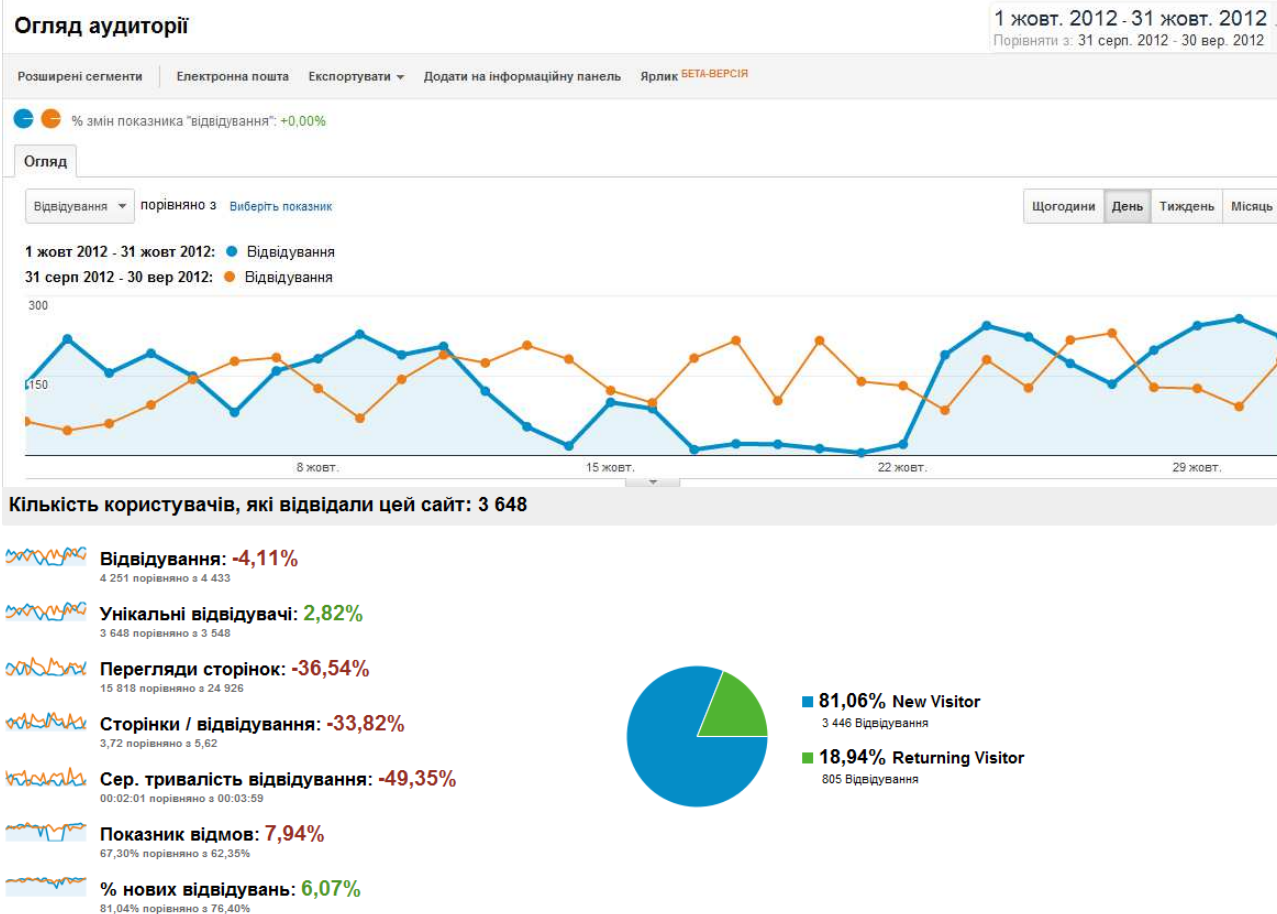 Огляд аудиторії
1 жовт. 2012 - 31 жовт. 2012
Порівняти з: 31 серп. 2012 - 30 вер. 2012
Розширені сегменти Електронна пошта Експортувати Додати на інформаційну панель Ярлик БЕТА-ВЕРСІЯ
% змін показника "відвідування": +0,00%
Огляд
Відвідування порівняно з Виберіть показник
Щогодини День Тиждень Місяць
1 жовт 2012 - 31 жовт 2012: Відвідування
31 серп 2012 - 30 вер 2012: Відвідування
300
150
8 жовт. 15 жовт. 22 жовт. 29 жовт.
Кількість користувачів, які відвідали цей сайт: 3 648
Відвідування: -4,11%
4 251 порівняно з 4 433
Унікальні відвідувачі: 2,82%
3 648 порівняно з 3 548
Перегляди сторінок: -36,54%
15 818 порівняно з 24 926
Сторінки / відвідування: -33,82%
3,72 порівняно з 5,62
Сер. тривалість відвідування: -49,35%
00:02:01 порівняно з 00:03:59
Показник відмов: 7,94%
67,30% порівняно з 62,35%
% нових відвідувань: 6,07%
81,04% порівняно з 76,40%
81,06% New Visitor
3 446 Відвідування
18,94% Returning Visitor
805 Відвідування